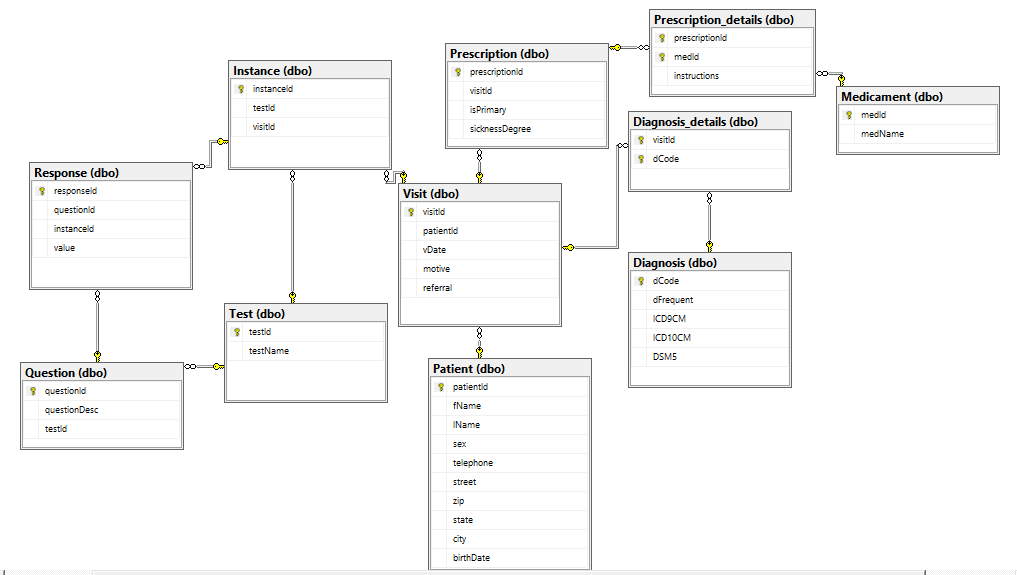 Prescription_details (dbo)
prescriptionId
medId
instructions
Prescription (dbo)
prescriptionId
visitId
isPrimary
sicknessDegree
Instance (dbo)
instanceId
testId
visitId
Medicament (dbo)
medId
medName
Diagnosis_details (dbo)
visitId
dCode
Response (dbo)
responseId
questionId
instanceId
value
Visit (dbo)
visitId
patientId
vDate
motive
referral
Diagnosis (dbo)
dCode
dFrequent
ICD9CM
ICD10CM
DSM5
Test (dbo)
testId
testName
Question (dbo)
questionId
questionDesc
testId
Patient (dbo)
patientId
fName
lName
sex
telephone
street
zip
state
city
birthDate